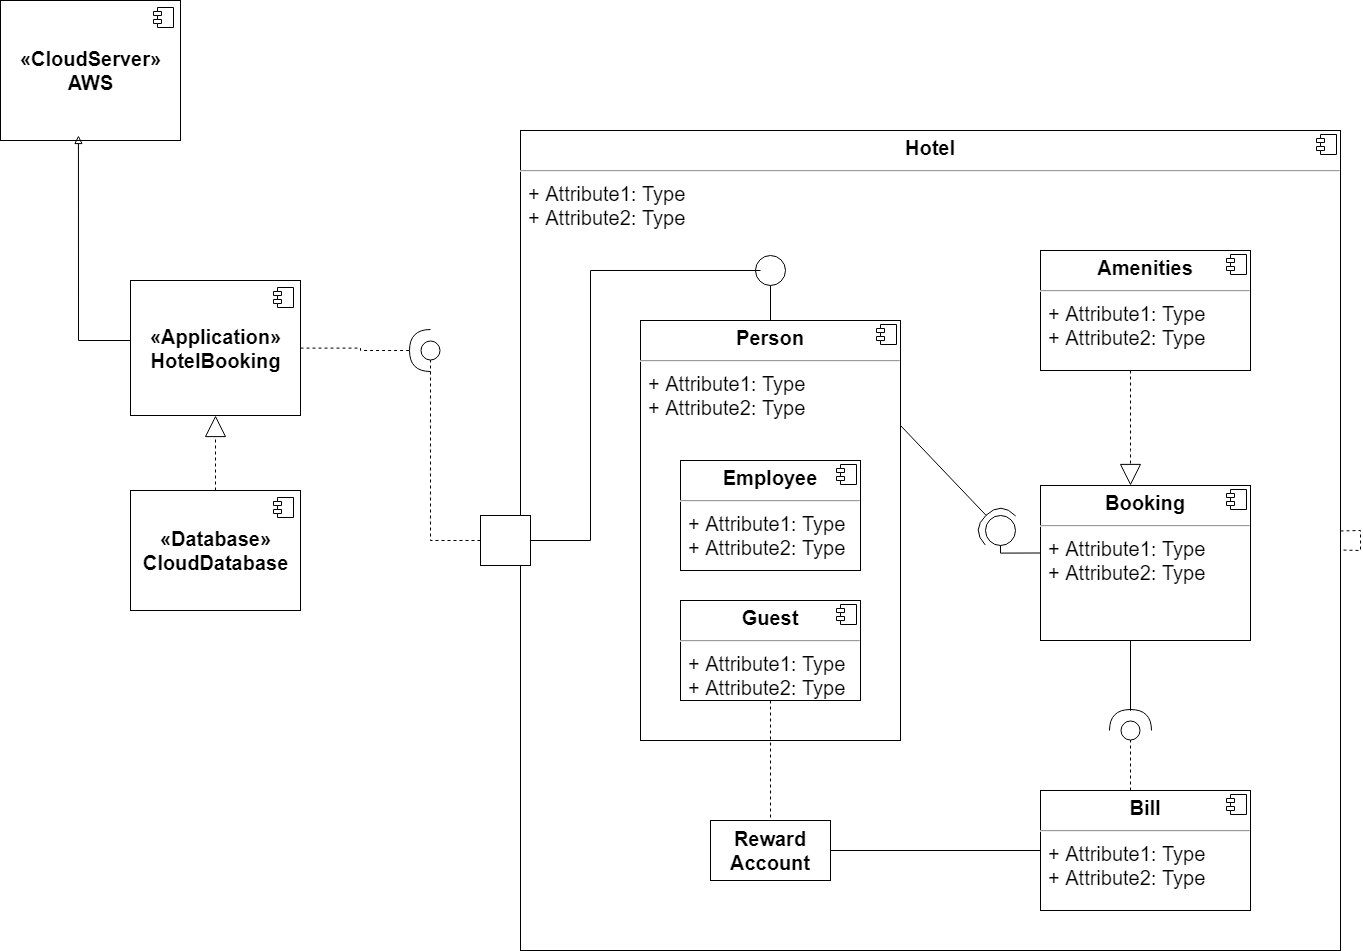 «CloudServer»
AWS
Hotel
+ Attribute1: Type
+ Attribute2: Type
«Application»
HotelBooking
«Database»
CloudDatabase
Person
+ Attribute1: Type
+ Attribute2: Type
Employee
+ Attribute1: Type
+ Attribute2: Type
Guest
+ Attribute1: Type
+ Attribute2: Type
Reward
Account
Amenities
+ Attribute1: Type
+ Attribute2: Type
Booking
+ Attribute1: Type
+ Attribute2: Type
Bill
+ Attribute1: Type
+ Attribute2: Type